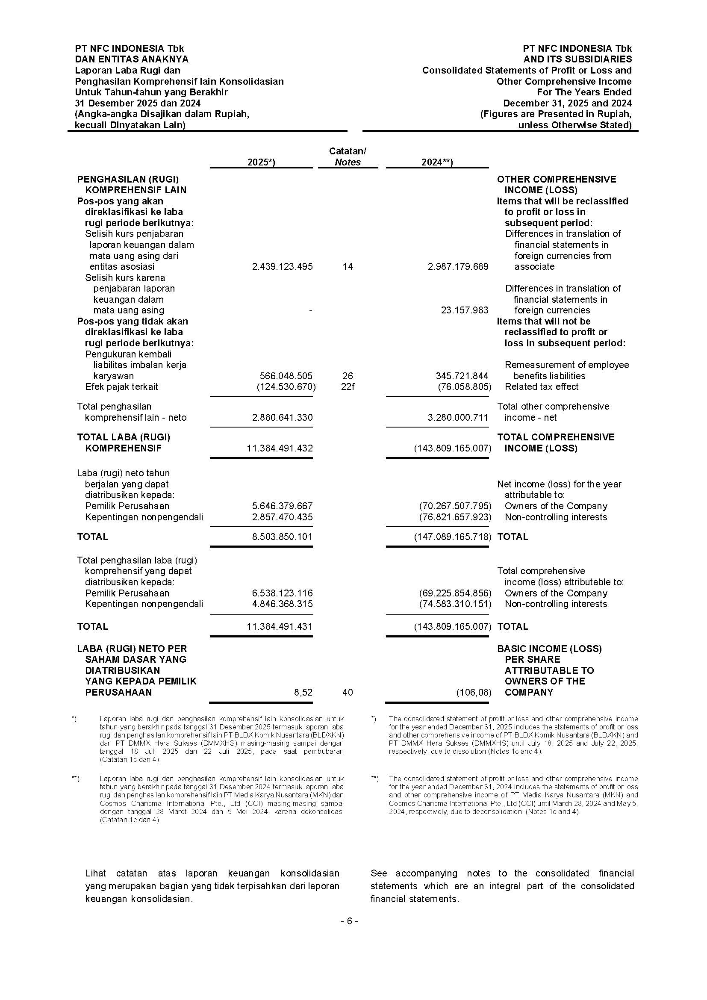 PT NFC INDONESIA Tbk
DAN ENTITAS ANAKNYA
Laporan Laba Rugi dan
Penghasilan Komprehensif lain Konsolidasian
Untuk Tahun-tahun yang Berakhir
31 Desember 2025 dan 2024
(Angka-angka Disajikan dalam Rupiah,
kecuali Dinyatakan Lain)
PT NFC INDONESIA Tbk
AND ITS SUBSIDIARIES
Consolidated Statements of Profit or Loss and
Other Comprehensive Income
For The Years Ended
December 31, 2025 and 2024
(Figures are Presented in Rupiah,
unless Otherwise Stated)
Catatan/
2025*) Notes 2024**)
PENGHASILAN (RUGI) OTHER COMPREHENSIVE
KOMPREHENSIF LAIN INCOME (LOSS)
Pos-pos yang akan Items that will be reclassified
direklasifikasi ke laba to profit or loss in
rugi periode berikutnya: subsequent period:
Selisih kurs penjabaran Differences in translation of
laporan keuangan dalam financial statements in
mata uang asing dari foreign currencies from
entitas asosiasi 2.439.123.495 14 2.987.179.689 associate
Selisih kurs karena
penjabaran laporan Differences in translation of
keuangan dalam financial statements in
mata uang asing - 23.157.983 foreign currencies
Pos-pos yang tidak akan Items that will not be
direklasifikasi ke laba reclassified to profit or
rugi periode berikutnya: loss in subsequent period:
Pengukuran kembali
liabilitas imbalan kerja Remeasurement of employee
karyawan 566.048.505 26 345.721.844 benefits liabilities
Efek pajak terkait (124.530.670) 22f (76.058.805) Related tax effect
Total penghasilan Total other comprehensive
komprehensif lain - neto 2.880.641.330 3.280.000.711 income - net
TOTAL LABA (RUGI) TOTAL COMPREHENSIVE
KOMPREHENSIF 11.384.491.432 (143.809.165.007) INCOME (LOSS)
Laba (rugi) neto tahun
berjalan yang dapat Net income (loss) for the year
diatribusikan kepada: attributable to:
Pemilik Perusahaan 5.646.379.667 (70.267.507.795) Owners of the Company
Kepentingan nonpengendali 2.857.470.435 (76.821.657.923) Non-controlling interests
TOTAL 8.503.850.101 (147.089.165.718) TOTAL
Total penghasilan laba (rugi)
komprehensif yang dapat Total comprehensive
diatribusikan kepada: income (loss) attributable to:
Pemilik Perusahaan 6.538.123.116 (69.225.854.856) Owners of the Company
Kepentingan nonpengendali 4.846.368.315 (74.583.310.151) Non-controlling interests
TOTAL 11.384.491.431 (143.809.165.007) TOTAL
LABA (RUGI) NETO PER BASIC INCOME (LOSS)
SAHAM DASAR YANG PER SHARE
DIATRIBUSIKAN ATTRIBUTABLE TO
YANG KEPADA PEMILIK OWNERS OF THE
PERUSAHAAN 8,52 40 (106,08) COMPANY
*) Laporan laba rugi dan penghasilan komprehensif lain konsolidasian untuk
tahun yang berakhir pada tanggal 31 Desember 2025 termasuk laporan laba
rugi dan penghasilan komprehensif lain PT BLDX Komik Nusantara (BLDXKN)
dan PT DMMX Hera Sukses (DMMXHS) masing-masing sampai dengan
tanggal 18 Juli 2025 dan 22 Juli 2025, pada saat pembubaran
(Catatan 1c dan 4).
*) The consolidated statement of profit or loss and other comprehensive income
for the year ended December 31, 2025 includes the statements of profit or loss
and other comprehensive income of PT BLDX Komik Nusantara (BLDXKN) and
PT DMMX Hera Sukses (DMMXHS) until July 18, 2025 and July 22, 2025,
respectively, due to dissolution (Notes 1c and 4).
**) Laporan laba rugi dan penghasilan komprehensif lain konsolidasian untuk
tahun yang berakhir pada tanggal 31 Desember 2024 termasuk laporan laba
rugi dan penghasilan komprehensif lain PT Media Karya Nusantara (MKN) dan
Cosmos Charisma International Pte., Ltd (CCI) masing-masing sampai
dengan tanggal 28 Maret 2024 dan 5 Mei 2024, karena dekonsolidasi
(Catatan 1c dan 4).
**) The consolidated statement of profit or loss and other comprehensive income
for the year ended December 31, 2024 includes the statements of profit or loss
and other comprehensive income of PT Media Karya Nusantara (MKN) and
Cosmos Charisma International Pte., Ltd (CCI) until March 28, 2024 and May 5,
2024, respectively, due to deconsolidation. (Notes 1c and 4).
Lihat catatan atas laporan keuangan konsolidasian
yang merupakan bagian yang tidak terpisahkan dari laporan
keuangan konsolidasian.
See accompanying notes to the consolidated financial
statements which are an integral part of the consolidated
financial statements.
- 6 -